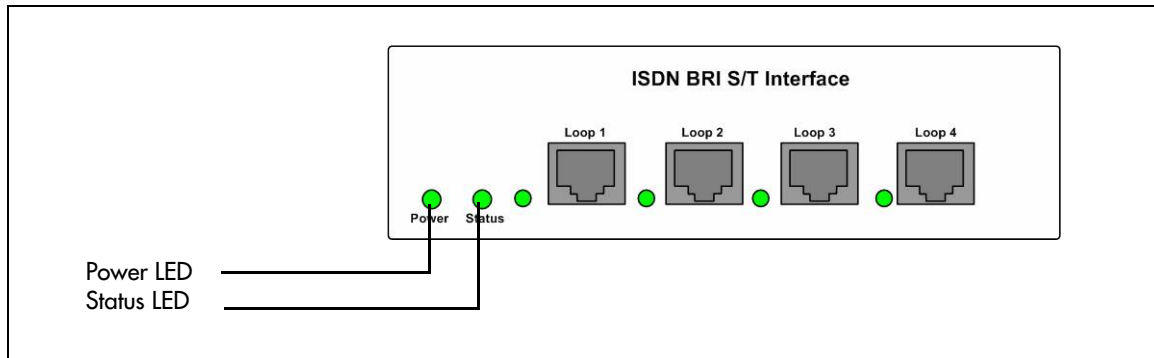 ISDN BRI S/T Interface
Loop 1 Loop 2 Loop 3 Loop 4
Power Status
Power LED
Status LED